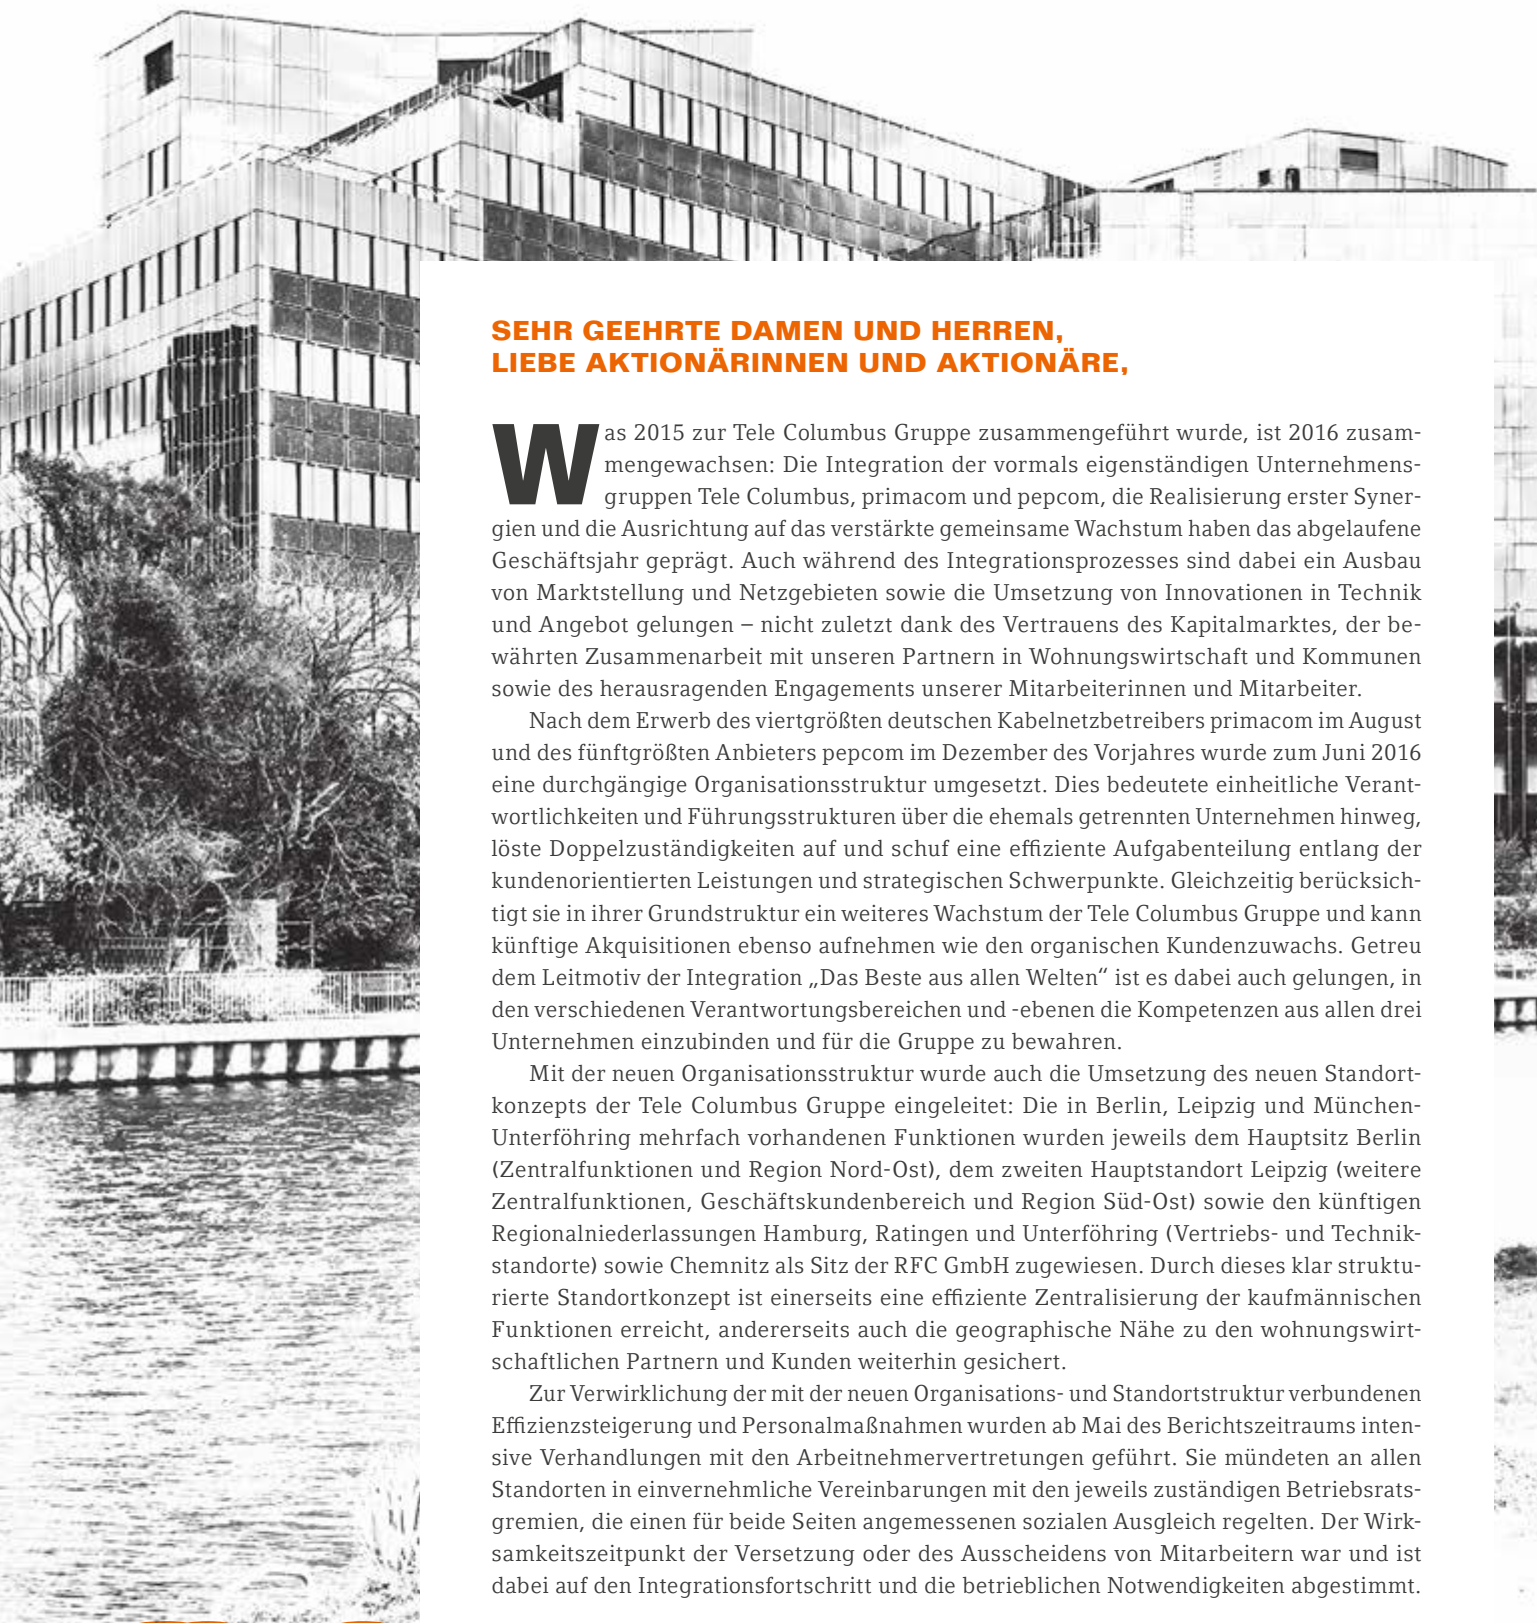 SEHR GEEHRTE DAMEN UND HERREN,
LIEBE AKTIONÄRINNEN UND AKTIONÄRE,
Was 2015 zur Tele Columbus Gruppe zusammengeführt wurde, ist 2016 zusam-
mengewachsen: Die Integration der vormals eigenständigen Unternehmens-
gruppen Tele Columbus, primacom und pepcom, die Realisierung erster Syner-
gien und die Ausrichtung auf das verstärkte gemeinsame Wachstum haben das abgelaufene
Geschäftsjahr geprägt. Auch während des Integrationsprozesses sind dabei ein Ausbau
von Marktstellung und Netzgebieten sowie die Umsetzung von Innovationen in Technik
und Angebot gelungen – nicht zuletzt dank des Vertrauens des Kapitalmarktes, der be-
währten Zusammenarbeit mit unseren Partnern in Wohnungswirtschaft und Kommunen
sowie des herausragenden Engagements unserer Mitarbeiterinnen und Mitarbeiter.
Nach dem Erwerb des viertgrößten deutschen Kabelnetzbetreibers primacom im August
und des fünftgrößten Anbieters pepcom im Dezember des Vorjahres wurde zum Juni 2016
eine durchgängige Organisationsstruktur umgesetzt. Dies bedeutete einheitliche Verant-
wortlichkeiten und Führungsstrukturen über die ehemals getrennten Unternehmen hinweg,
löste Doppelzuständigkeiten auf und schuf eine effiziente Aufgabenteilung entlang der
kundenorientierten Leistungen und strategischen Schwerpunkte. Gleichzeitig berücksich-
tigt sie in ihrer Grundstruktur ein weiteres Wachstum der Tele Columbus Gruppe und kann
künftige Akquisitionen ebenso aufnehmen wie den organischen Kundenzuwachs. Getreu
dem Leitmotiv der Integration „Das Beste aus allen Welten“ ist es dabei auch gelungen, in
den verschiedenen Verantwortungsbereichen und -ebenen die Kompetenzen aus allen drei
Unternehmen einzubinden und für die Gruppe zu bewahren.
Mit der neuen Organisationsstruktur wurde auch die Umsetzung des neuen Standort-
konzepts der Tele Columbus Gruppe eingeleitet: Die in Berlin, Leipzig und München-
Unterföhring mehrfach vorhandenen Funktionen wurden jeweils dem Hauptsitz Berlin
(Zentralfunktionen und Region Nord-Ost), dem zweiten Hauptstandort Leipzig (weitere
Zentralfunktionen, Geschäftskundenbereich und Region Süd-Ost) sowie den künftigen
Regionalniederlassungen Hamburg, Ratingen und Unterföhring (Vertriebs- und Technik-
standorte) sowie Chemnitz als Sitz der RFC GmbH zugewiesen. Durch dieses klar struktu-
rierte Standortkonzept ist einerseits eine effiziente Zentralisierung der kaufmännischen
Funktionen erreicht, andererseits auch die geographische Nähe zu den wohnungswirt-
schaftlichen Partnern und Kunden weiterhin gesichert.
Zur Verwirklichung der mit der neuen Organisations- und Standortstruktur verbundenen
Effizienzsteigerung und Personalmaßnahmen wurden ab Mai des Berichtszeitraums inten-
sive Verhandlungen mit den Arbeitnehmervertretungen geführt. Sie mündeten an allen
Standorten in einvernehmliche Vereinbarungen mit den jeweils zuständigen Betriebsrats-
gremien, die einen für beide Seiten angemessenen sozialen Ausgleich regelten. Der Wirk-
samkeitszeitpunkt der Versetzung oder des Ausscheidens von Mitarbeitern war und ist
dabei auf den Integrationsfortschritt und die betrieblichen Notwendigkeiten abgestimmt.